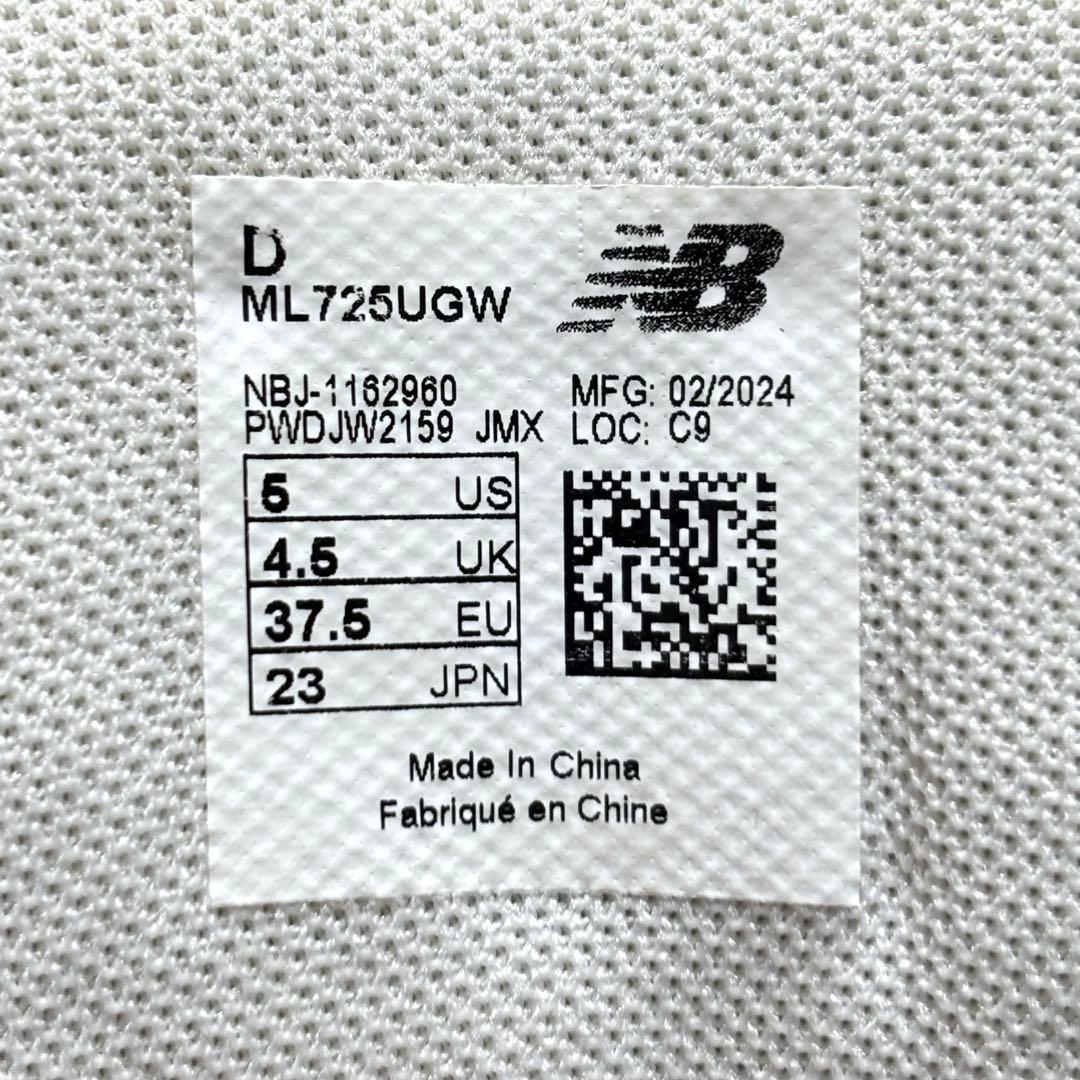 D
ML725UGW
NB
NBJ-1162960 MFG: 02/2024
PWDJW2159 JMX LOC: C9
5 US
4.5 UK
37.5 EU
23 JPN
Made In China
Fabriqué en Chine